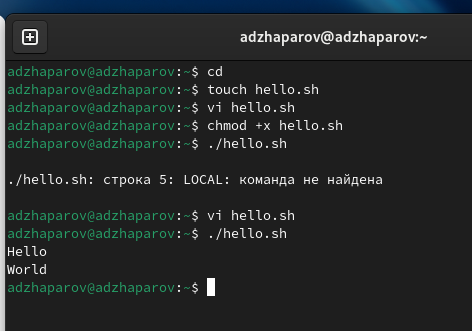 adzhaparov@adzhaparov:~
adzhaparov@adzhaparov:~$ cd
adzhaparov@adzhaparov:~$ touch hello.sh
adzhaparov@adzhaparov:~$ vi hello.sh
adzhaparov@adzhaparov:~$ chmod +x hello.sh
adzhaparov@adzhaparov:~$ ./hello.sh
./hello.sh: строка 5: LOCAL: команда не найдена
adzhaparov@adzhaparov:~$ vi hello.sh
adzhaparov@adzhaparov:~$ ./hello.sh
Hello
World
adzhaparov@adzhaparov:~$